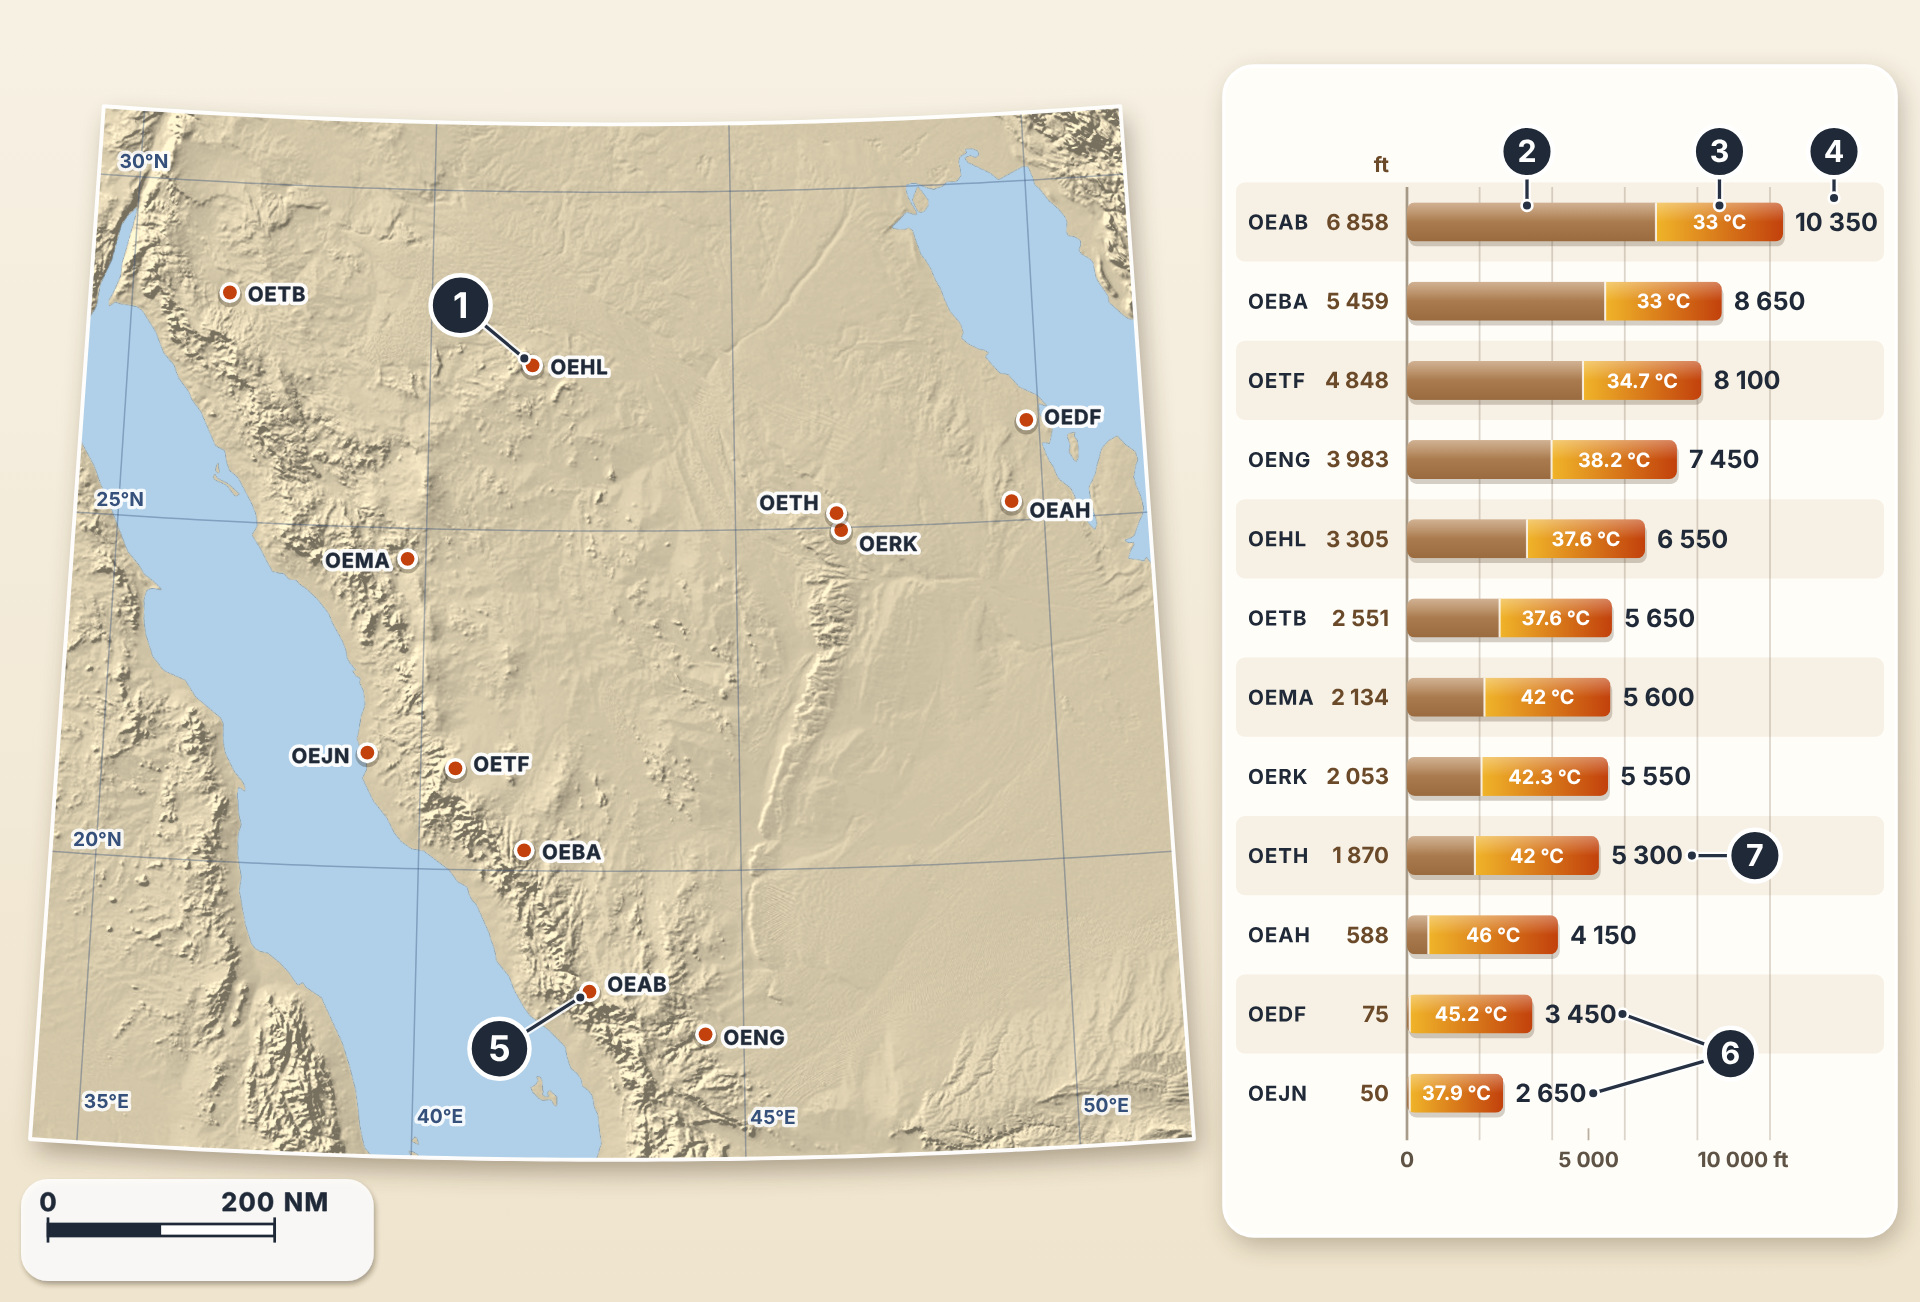 30°N
OETB
1
OEHL
OEDF
25°N
OETH
OEAH
OERK
OEMA
OEJN
OETF
20°N
OEBA
OEAB
5
OENG
35°E
40°E
45°E
50°E
0 200 NM
ft 2 3 4
OEAB 6 858 33 °C 10 350
OEBA 5 459 33 °C 8 650
OETF 4 848 34.7 °C 8 100
OENG 3 983 38.2 °C 7 450
OEHL 3 305 37.6 °C 6 550
OETB 2 551 37.6 °C 5 650
OEMA 2 134 42 °C 5 600
OERK 2 053 42.3 °C 5 550
OETH 1 870 42 °C 5 300 7
OEAH 588 46 °C 4 150
OEDF 75 45.2 °C 3 450
6
OEJN 50 37.9 °C 2 650
0 5 000 10 000 ft